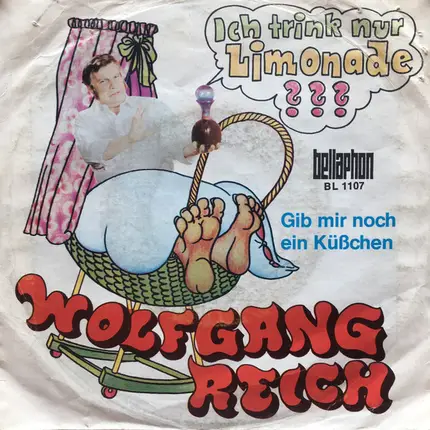 Ich trink nur
Limonade
???
bellaphon
BL 1107
Gib mir noch
ein Küßchen
WOLFGANG
REICH